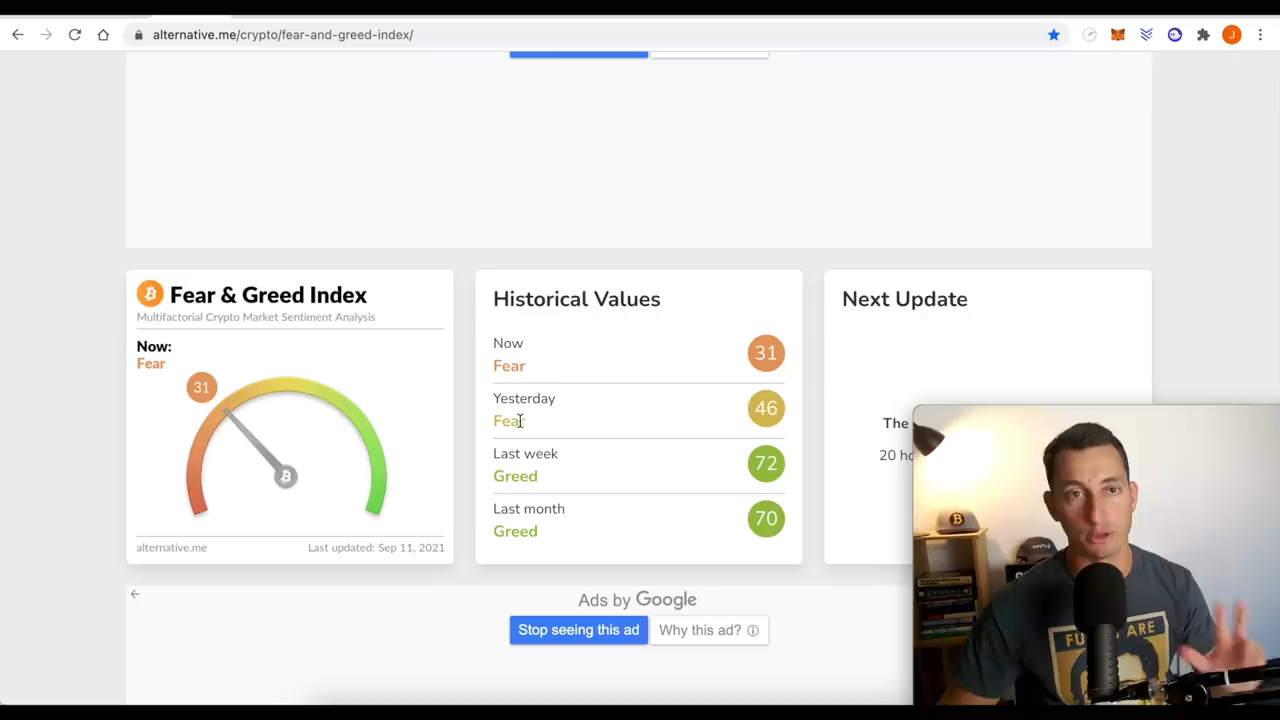 alternative.me/crypto/fear-and-greed-index/
J
Fear & Greed Index
Multifactorial Crypto Market Sentiment Analysis
Now:
Fear
31
alternative.me
Last updated: Sep 11, 2021
Historical Values
Now
Fear
31
Yesterday
Fear
46
Last week
Greed
72
Last month
Greed
70
Next Update
The
20
Ads by Google
Stop seeing this ad
Why this ad?
ARE